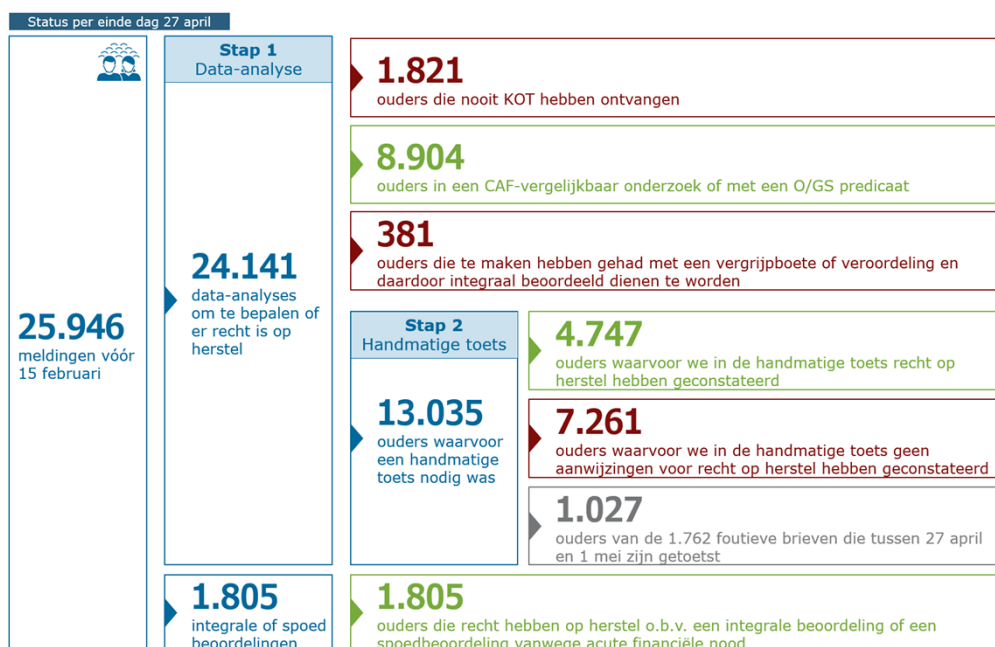 Status per einde dag 27 april
25.946
meldingen vóór
15 februari
Stap 1
Data-analyse
24.141
data-analyses
om te bepalen of
er recht is op
herstel
1.821
ouders die nooit KOT hebben ontvangen
8.904
ouders in een CAF-vergelijkbaar onderzoek of met een O/GS predicaat
381
ouders die te maken hebben gehad met een vergrijpboete of veroordeling en
daardoor integraal beoordeeld dienen te worden
Stap 2
Handmatige toets
13.035
ouders waarvoor
een handmatige
toets nodig was
4.747
ouders waarvoor we in de handmatige toets recht op
herstel hebben geconstateerd
7.261
ouders waarvoor we in de handmatige toets geen
aanwijzingen voor recht op herstel hebben geconstateerd
1.027
ouders van de 1.762 foutieve brieven die tussen 27 april
en 1 mei zijn getoetst
1.805
integrale of spoed
beoordelingen
1.805
ouders die recht hebben op herstel o.b.v. een integrale beoordeling of een
spoedbeoordeling vanwege acute financiële nood